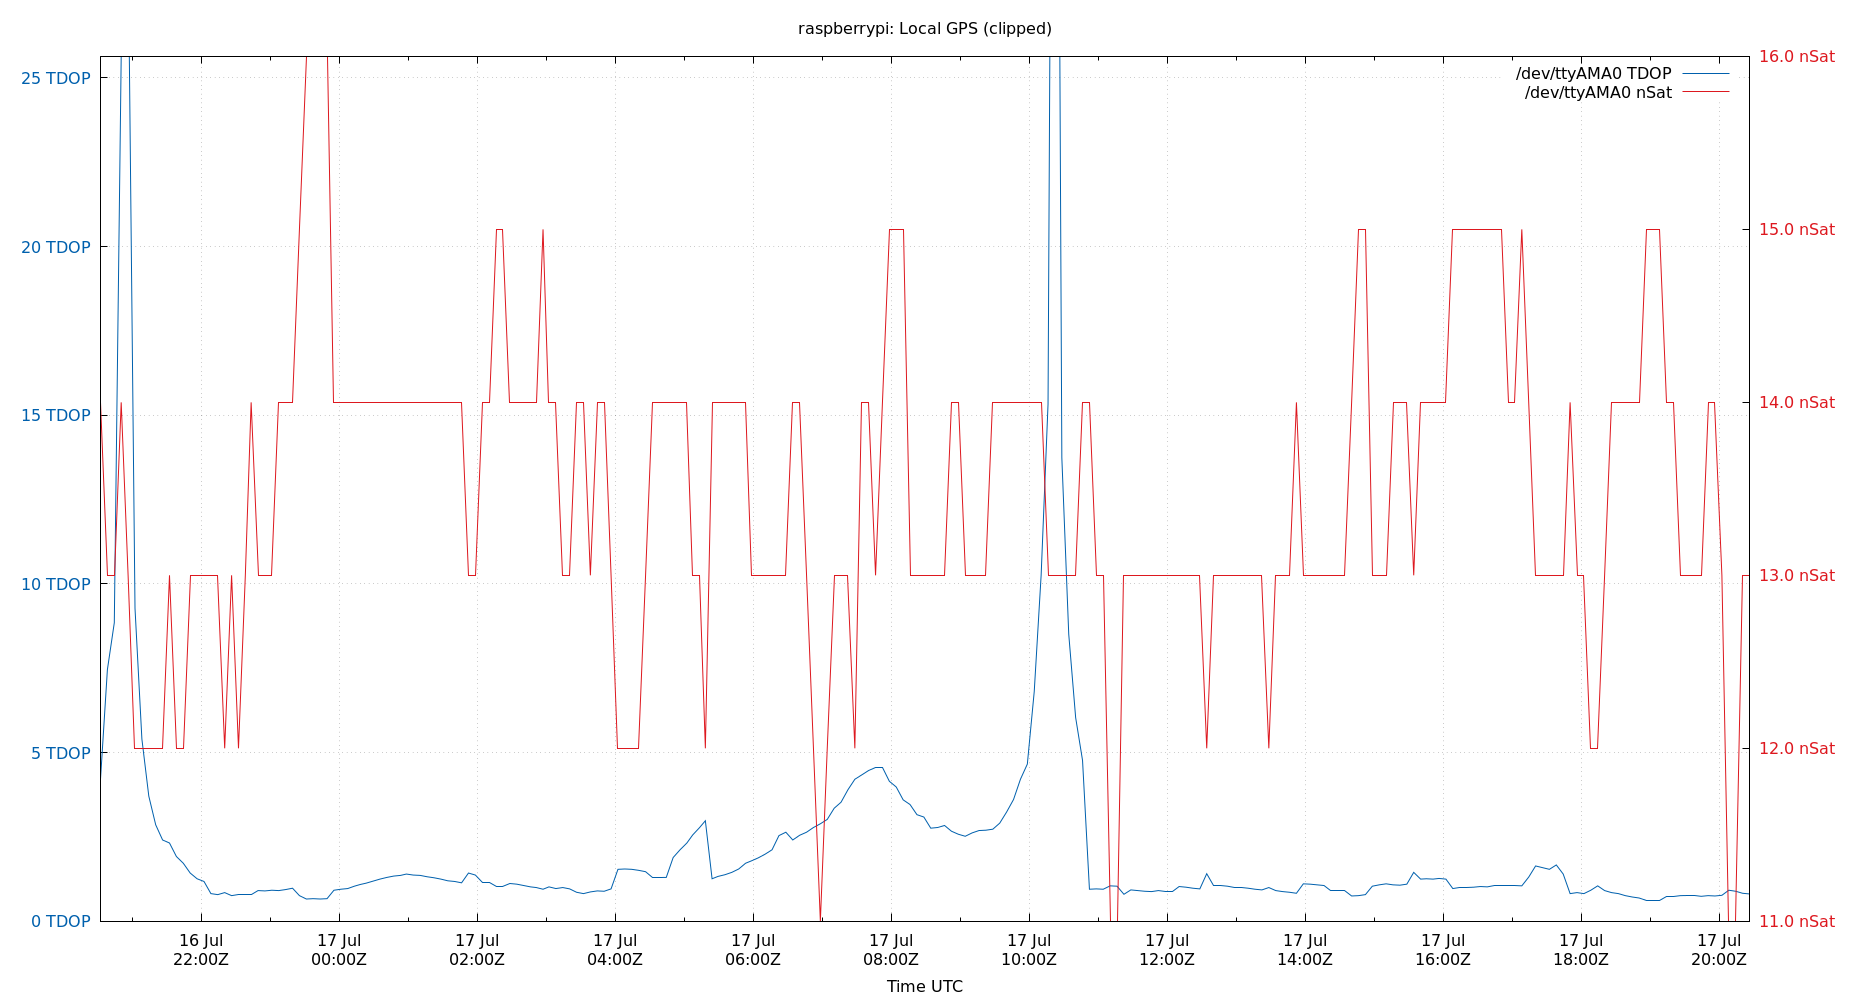 raspberrypi: Local GPS (clipped)
25 TDOP
20 TDOP
15 TDOP
10 TDOP
5 TDOP
0 TDOP
16.0 nSat
15.0 nSat
14.0 nSat
13.0 nSat
12.0 nSat
11.0 nSat
/dev/ttyAMA0 TDOP
/dev/ttyAMA0 nSat
16 Jul 17 Jul 17 Jul 17 Jul 17 Jul 17 Jul 17 Jul 17 Jul 17 Jul 17 Jul 17 Jul 17 Jul
22:00Z 00:00Z 02:00Z 04:00Z 06:00Z 08:00Z 10:00Z 12:00Z 14:00Z 16:00Z 18:00Z 20:00Z
Time UTC